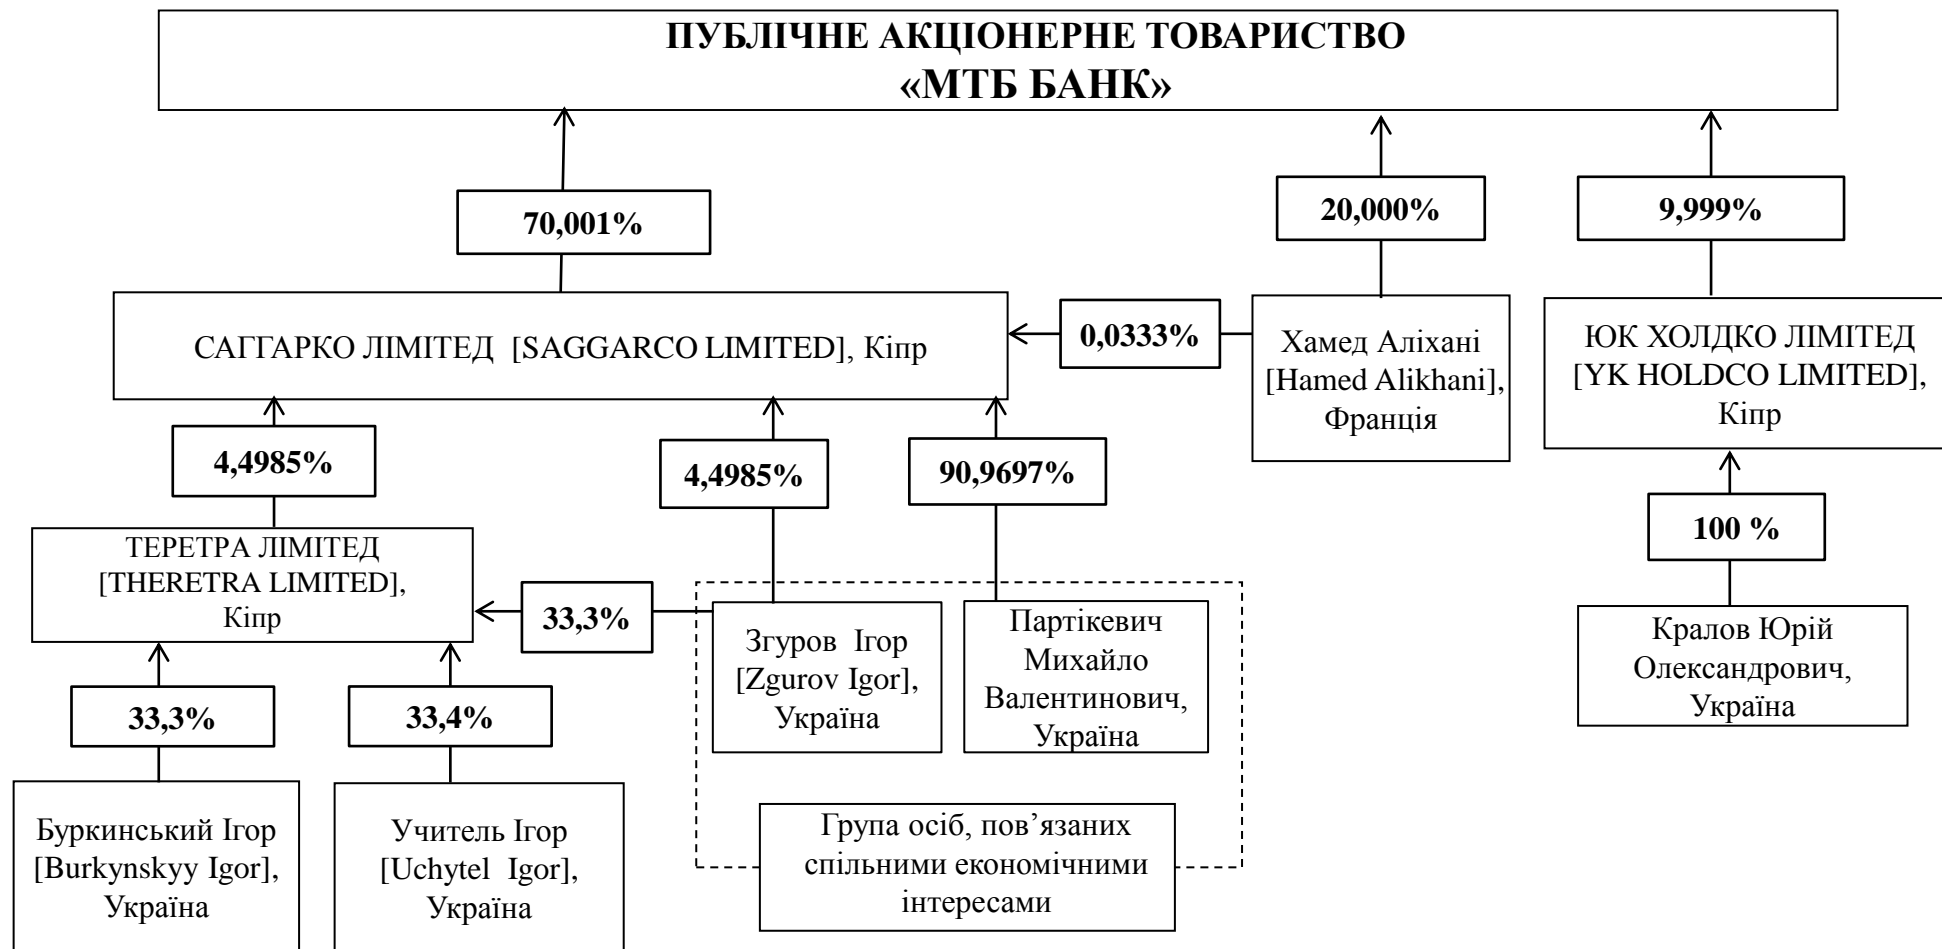 ПУБЛІЧНЕ АКЦІОНЕРНЕ ТОВАРИСТВО
«МТБ БАНК»
70,001%
20,000%
9,999%
САГГАРКО ЛІМІТЕД [SAGGARCO LIMITED], Кіпр
0,0333%
Хамед Аліхані
[Hamed Alikhani],
Франція
ЮК ХОЛДКО ЛІМІТЕД
[YK HOLDCO LIMITED],
Кіпр
4,4985%
4,4985%
90,9697%
100 %
ТЕРЕТРА ЛІМІТЕД
[THERETRA LIMITED],
Кіпр
33,3%
Згуров Ігор
[Zgurov Igor],
Україна
Партікевич
Михайло
Валентинович,
Україна
Кралов Юрій
Олександрович,
Україна
33,3%
33,4%
Буркинський Ігор
[Burkynskyy Igor],
Україна
Учитель Ігор
[Uchytel Igor],
Україна
Група осіб, пов’язаних
спільними економічними
інтересами